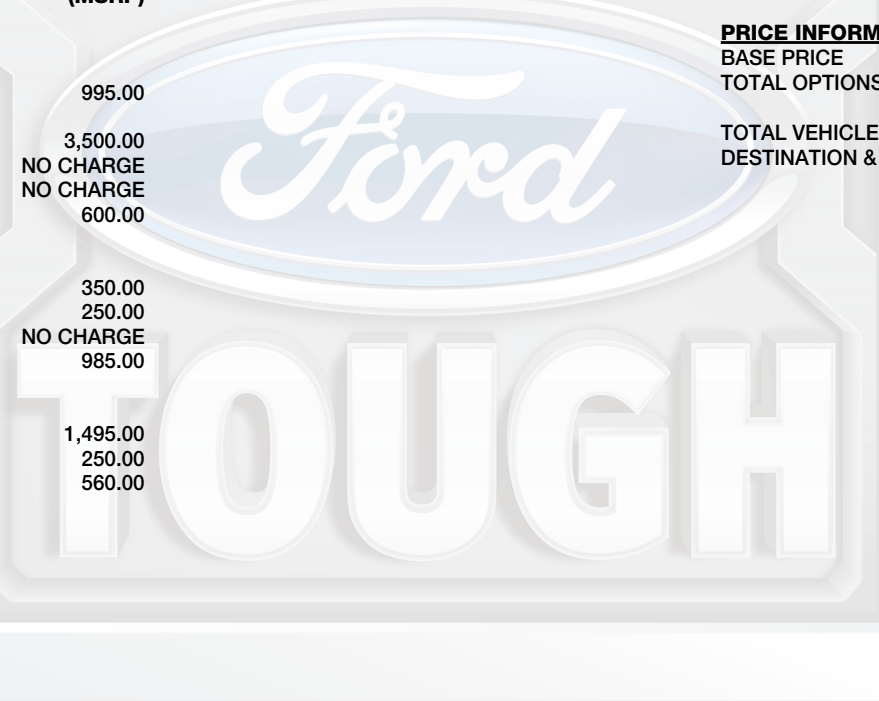 (MSRP)
995.00
3,500.00
NO CHARGE
NO CHARGE
600.00
350.00
250.00
NO CHARGE
985.00
1,495.00
250.00
560.00
PRICE INFORM
BASE PRICE
TOTAL OPTIONS
TOTAL VEHICLE
DESTINATION &
Ford
TOUGH